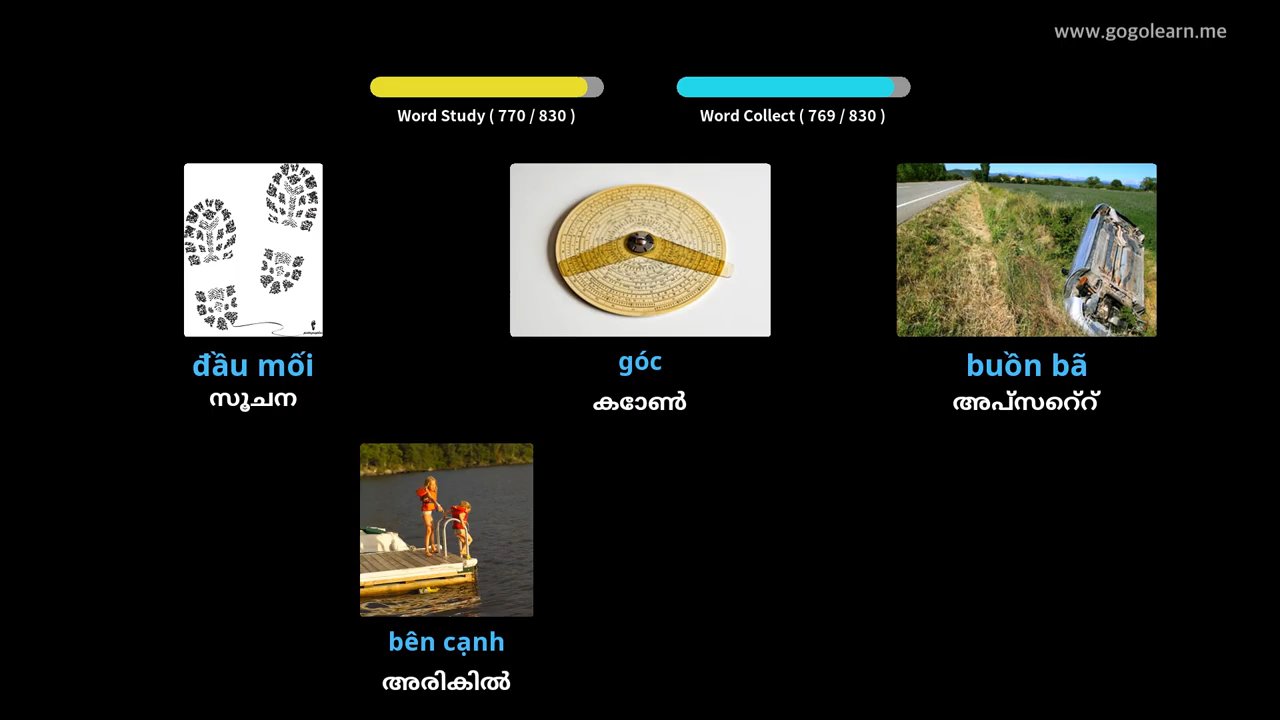 www.gogolearn.me
Word Study ( 770 / 830 )
Word Collect ( 769 / 830 )
đầu mối
സൂചന
góc
കോൺ
buồn bã
അപ്സറ്റെ്
bên cạnh
അരികിൽ